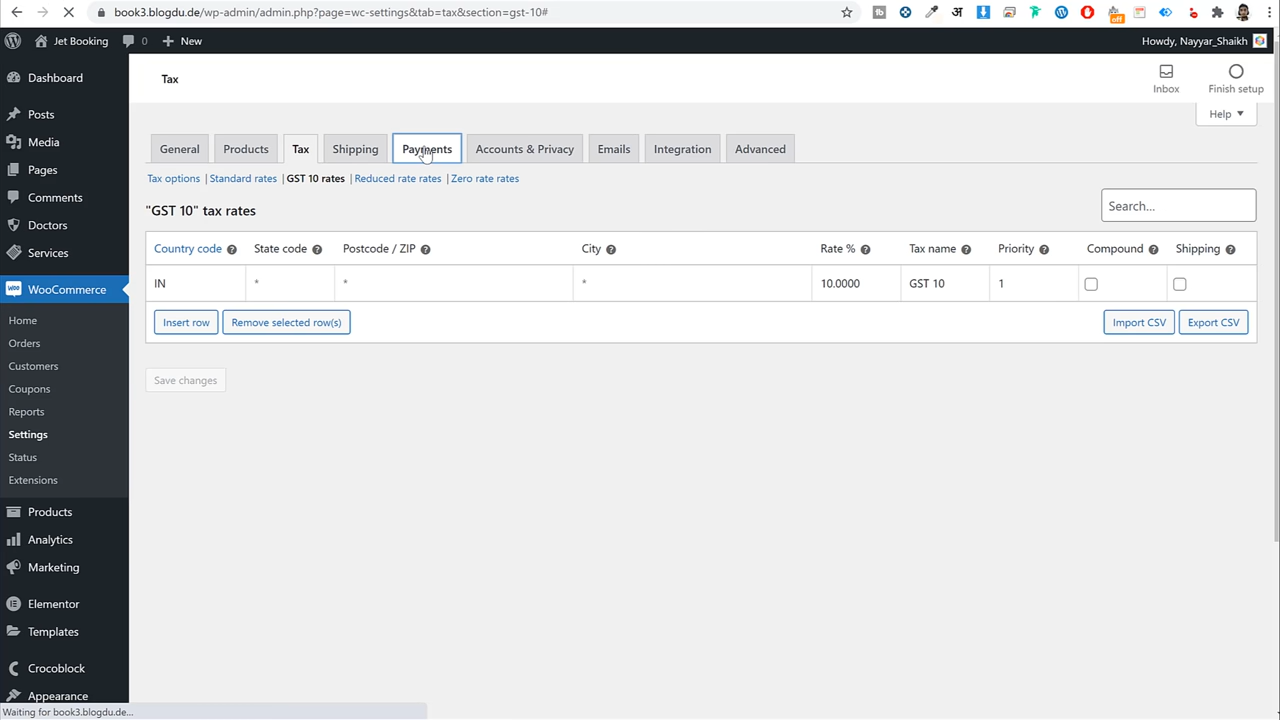 book3.blogdu.de/wp-admin/admin.php?page=wc-settings&tab=tax&section=gst-10#
off
Jet Booking
0
New
Howdy, Nayyar_Shaikh
Dashboard
Posts
Media
Pages
Comments
Doctors
Services
WooCommerce
Home
Orders
Customers
Coupons
Reports
Settings
Status
Extensions
Products
Analytics
Marketing
Elementor
Templates
Crocoblock
Appearance
Tax
Inbox
Finish setup
Help
General Products Tax Shipping Payments Accounts & Privacy Emails Integration Advanced
Tax options | Standard rates | GST 10 rates | Reduced rate rates | Zero rate rates
"GST 10" tax rates
Search...
Country code ? State code ? Postcode / ZIP ? City ? Rate % ? Tax name ? Priority ? Compound ? Shipping ?
IN * * * 10.0000 GST 10 1
Insert row Remove selected row(s) Import CSV Export CSV
Save changes
Waiting for book3.blogdu.de...